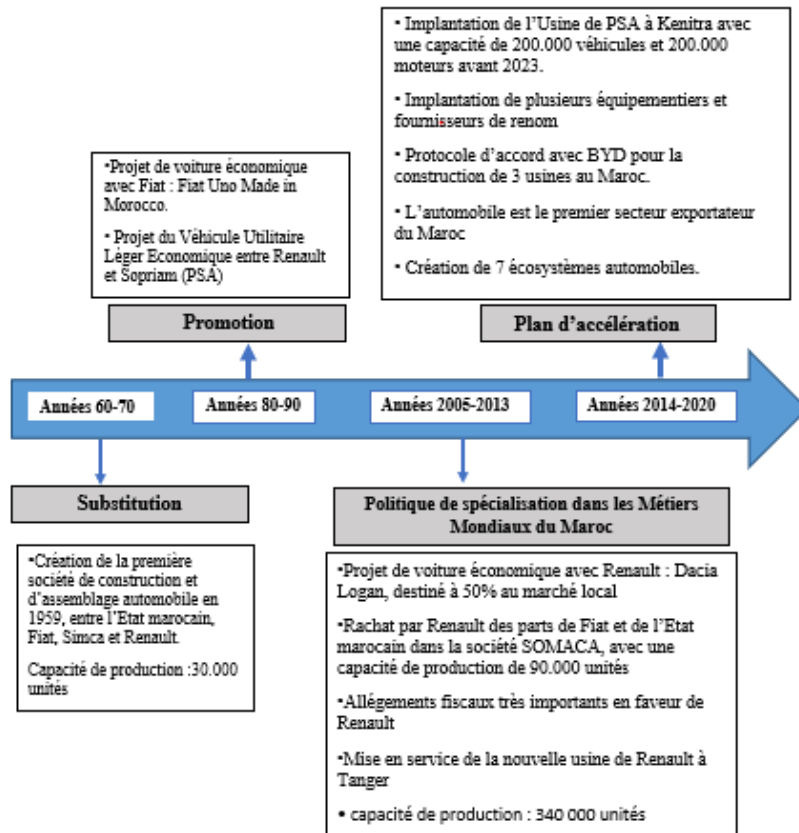 • Implantation de l'Usine de PSA à Kenitra avec
une capacité de 200.000 véhicules et 200.000
moteurs avant 2023.
• Implantation de plusieurs équipementiers et
fournisseurs de renom
• Protocole d'accord avec BYD pour la
construction de 3 usines au Maroc.
• L'automobile est le premier secteur exportateur
du Maroc
• Création de 7 écosystèmes automobiles.
•Projet de voiture économique
avec Fiat : Fiat Uno Made in
Morocco.
• Projet du Véhicule Utilitaire
Léger Economique entre Renault
et Sopriam (PSA)
Promotion
Plan d'accélération
Années 60-70
Années 80-90
Années 2005-2013
Années 2014-2020
Substitution
•Création de la première
société de construction et
d'assemblage automobile en
1959, entre l'Etat marocain,
Fiat, Simca et Renault.
Capacité de production :30.000
unités
Politique de spécialisation dans les Métiers
Mondiaux du Maroc
•Projet de voiture économique avec Renault : Dacia
Logan, destiné à 50% au marché local
•Rachat par Renault des parts de Fiat et de l'Etat
marocain dans la société SOMACA, avec une
capacité de production de 90.000 unités
•Allégements fiscaux très importants en faveur de
Renault
•Mise en service de la nouvelle usine de Renault à
Tanger
• capacité de production : 340 000 unités